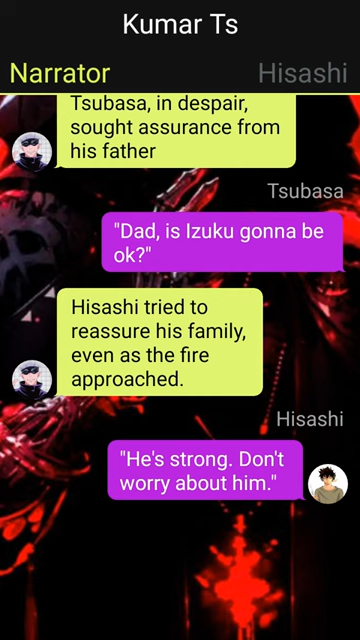 Kumar Ts
Narrator
Hisashi
Tsubasa, in despair,
sought assurance from
his father
Tsubasa
"Dad, is Izuku gonna be
ok?"
Hisashi tried to
reassure his family,
even as the fire
approached.
Hisashi
"He's strong. Don't
worry about him."